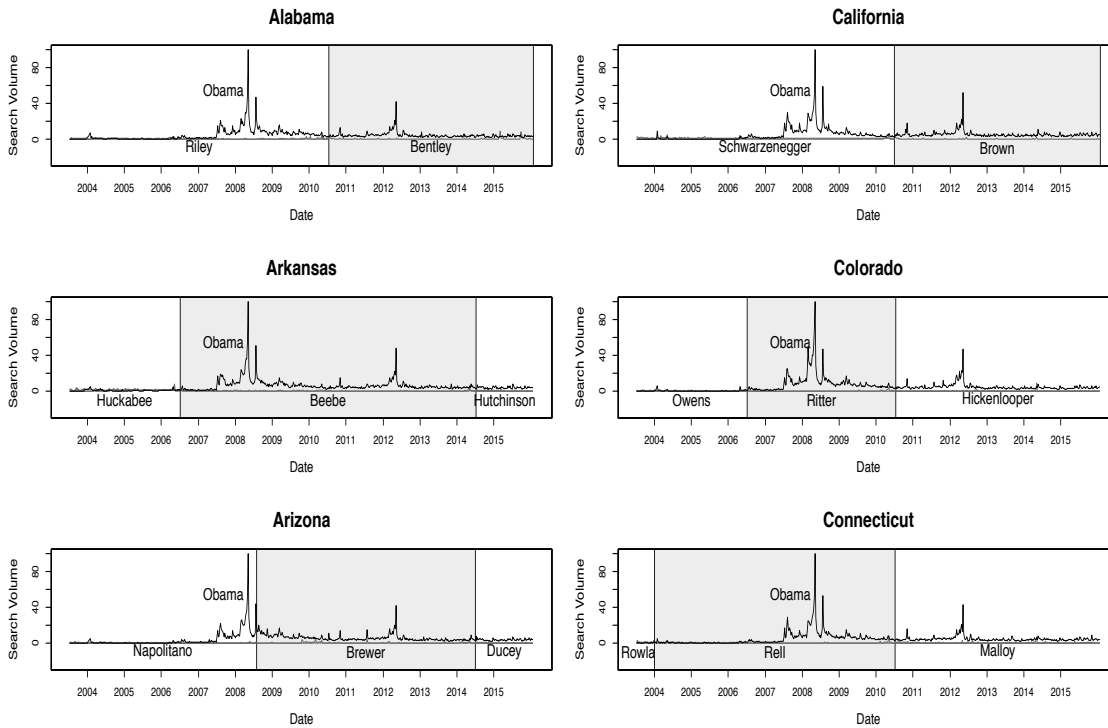 Alabama
Search Volume
0 40 80
Obama
Riley Bentley
2004 2005 2006 2007 2008 2009 2010 2011 2012 2013 2014 2015
Date
California
Search Volume
0 40 80
Obama
Schwarzenegger Brown
2004 2005 2006 2007 2008 2009 2010 2011 2012 2013 2014 2015
Date
Arkansas
Search Volume
0 40 80
Obama
Huckabee Beebe Hutchinson
2004 2005 2006 2007 2008 2009 2010 2011 2012 2013 2014 2015
Date
Colorado
Search Volume
0 40 80
Obama
Owens Ritter Hickenlooper
2004 2005 2006 2007 2008 2009 2010 2011 2012 2013 2014 2015
Date
Arizona
Search Volume
0 40 80
Obama
Napolitano Brewer Ducey
2004 2005 2006 2007 2008 2009 2010 2011 2012 2013 2014 2015
Date
Connecticut
Search Volume
0 40 80
Obama
Rowla Rell Malloy
2004 2005 2006 2007 2008 2009 2010 2011 2012 2013 2014 2015
Date